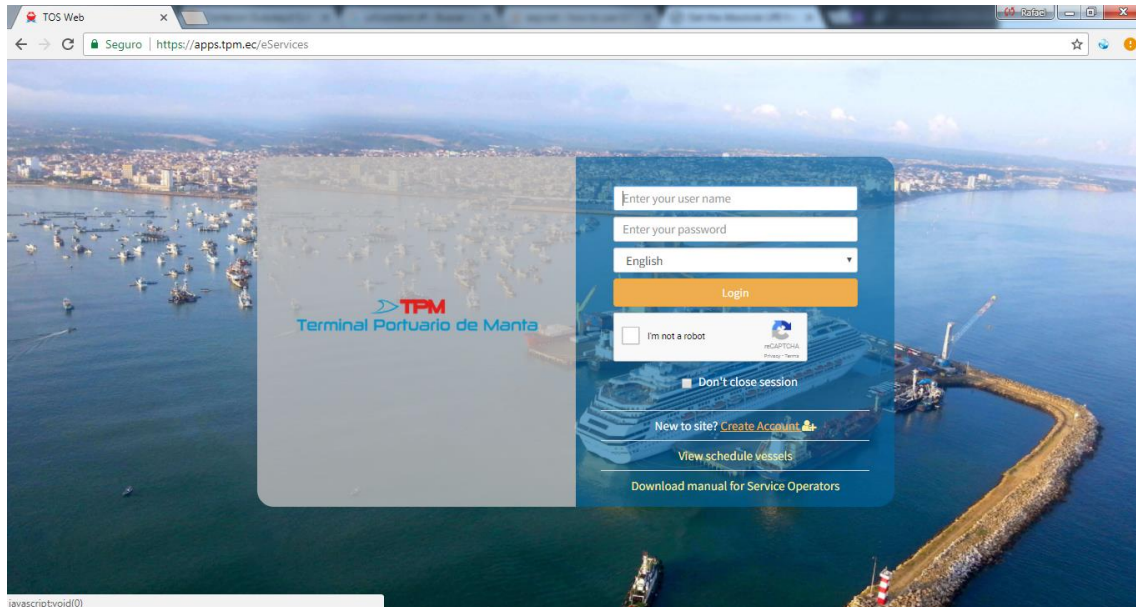 TOS Web
Rafael
Seguro
https://apps.tpm.ec/eServices
Enter your user name
Enter your password
English
Login
TPM
Terminal Portuario de Manta
I'm not a robot
reCAPTCHA
Privacy - Terms
Don't close session
New to site? Create Account
View schedule vessels
Download manual for Service Operators
javascript:void(0)